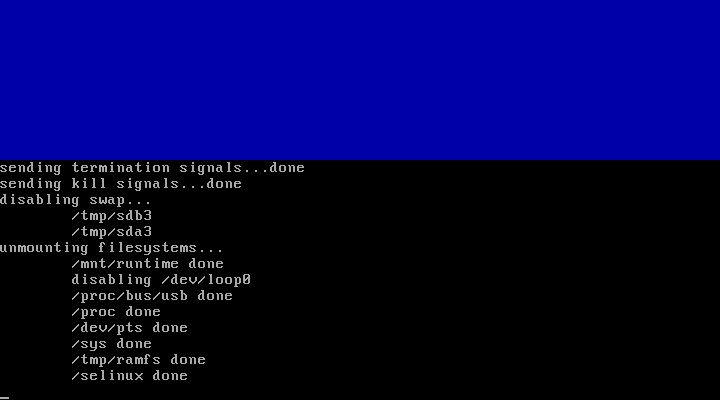 sending termination signals...done
sending kill signals...done
disabling swap...
/tmp/sdb3
/tmp/sda3
unmounting filesystems...
/mnt/runtime done
disabling /dev/loop0
/proc/bus/usb done
/proc done
/dev/pts done
/sys done
/tmp/ramfs done
/selinux done